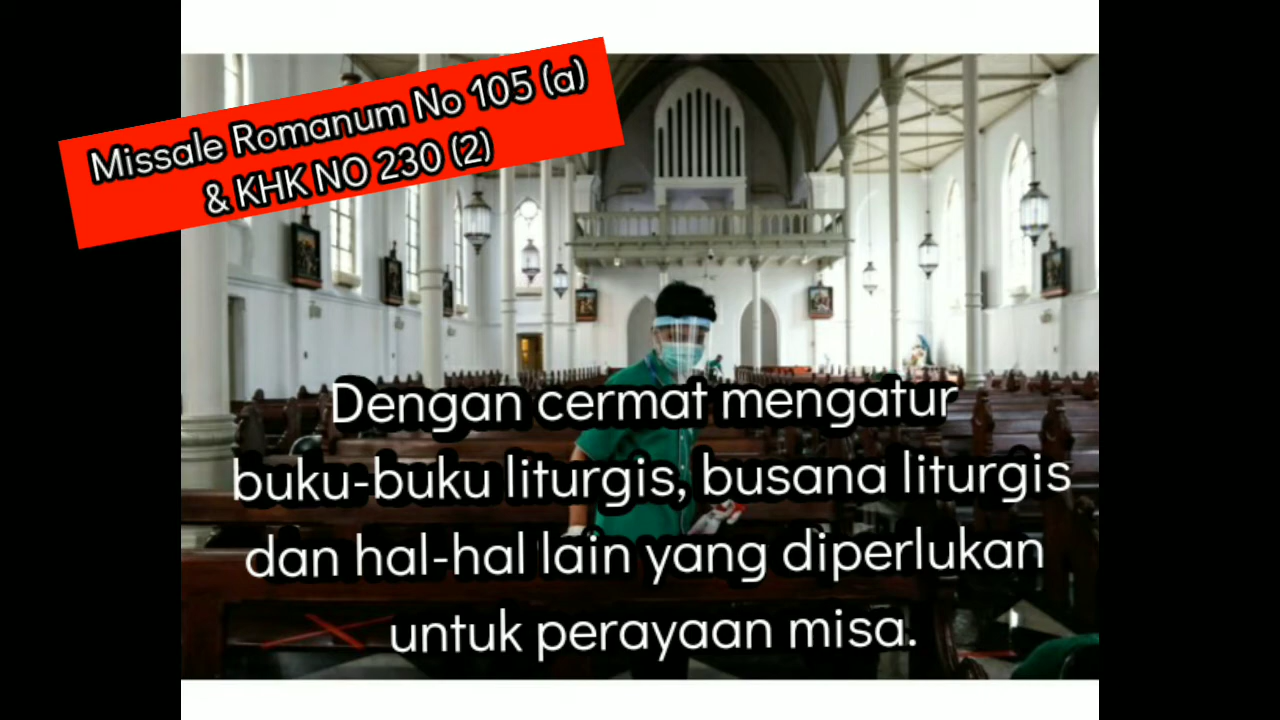 Missale Romanum No 105 (a)
& KHK NO 230 (2)
Dengan cermat mengatur
buku-buku liturgis, busana liturgis
dan hal-hal lain yang diperlukan
untuk perayaan misa.